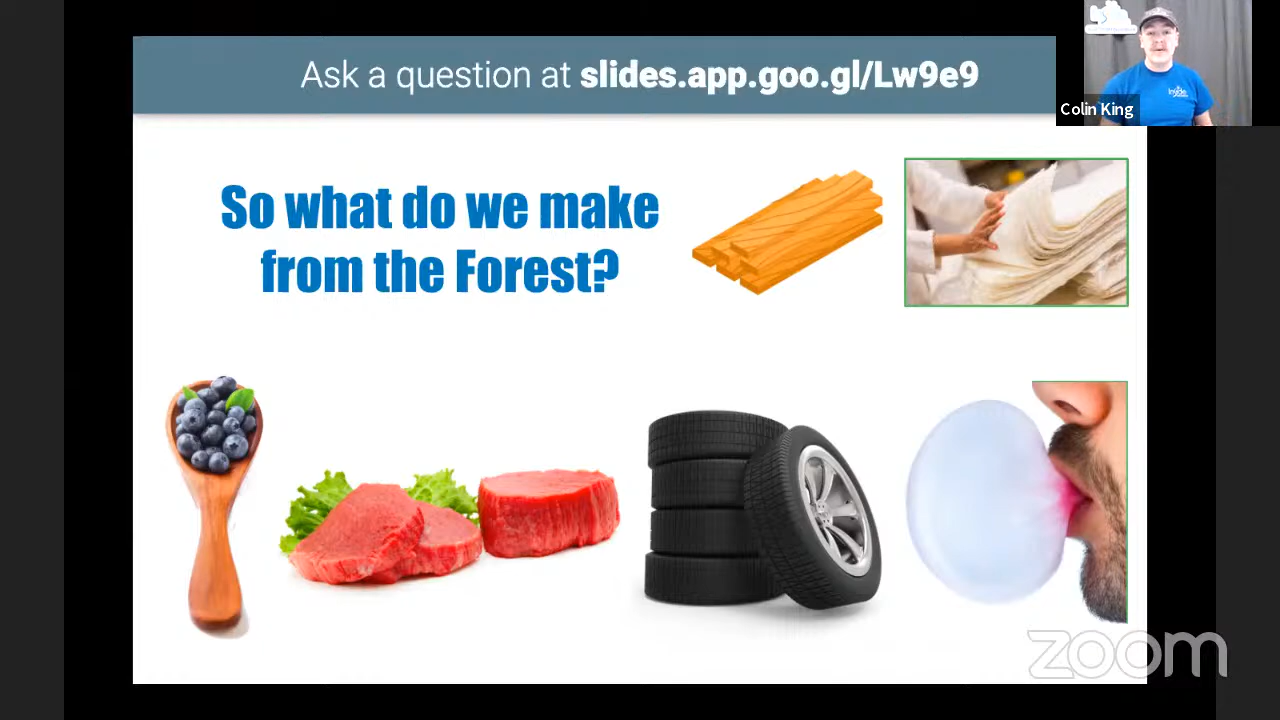 Ask a question at slides.app.goo.gl/Lw9e9
Colin King
So what do we make
from the Forest?
zoom